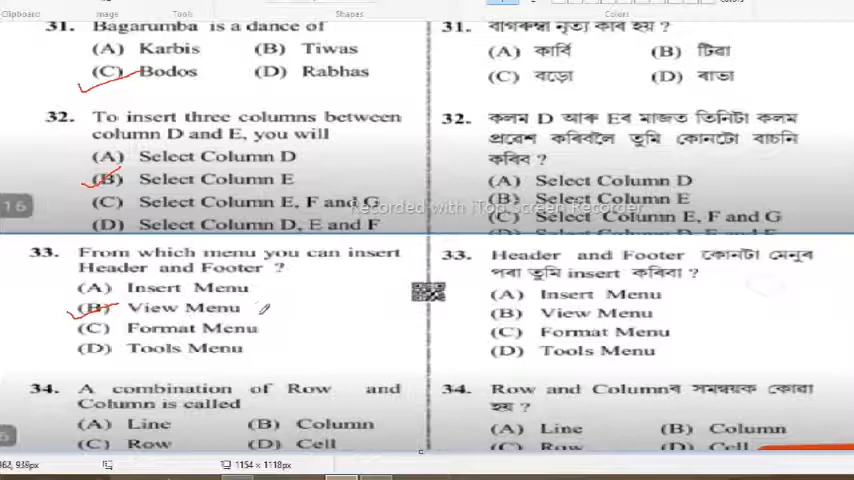 Clipboard
image
Tools
Shapes
Colors
31. Bagarumba is a dance of
(A) Karbis (B) Tiwas
(C) Bodos (D) Rabhas
32. To insert three columns between
column D and E, you will
(A) Select Column D
(B) Select Column E
(C) Select Column E, F and G
(D) Select Column D, E and F
16
33. From which menu you can insert
Header and Footer ?
(A) Insert Menu
(B) View Menu
(C) Format Menu
(D) Tools Menu
34. A combination of Row and
Column is called
(A) Line (B) Column
(C) Row (D) Cell
31. বাগৰুম্বা নৃত্য কাৰ হয় ?
(A) কাৰ্বি (B) টিৱা
(C) বড়ো (D) ৰাভা
32. কলম D আৰু Eৰ মাজত তিনিটা কলম
প্ৰবেশ কৰিবলৈ তুমি কোনটো বাচনি
কৰিব ?
(A) Select Column D
(B) Select Column E
(C) Select Column E, F and G
Recorded with iTop Screen Recorder
33. Header and Footer কোনটা মেনুৰ
পৰা তুমি insert কৰিবা ?
(A) Insert Menu
(B) View Menu
(C) Format Menu
(D) Tools Menu
34. Row and Columnৰ সমন্বয়ক কোৱা
হয় ?
(A) Line (B) Column
(C) Row (D) Cell
1154 × 1118px